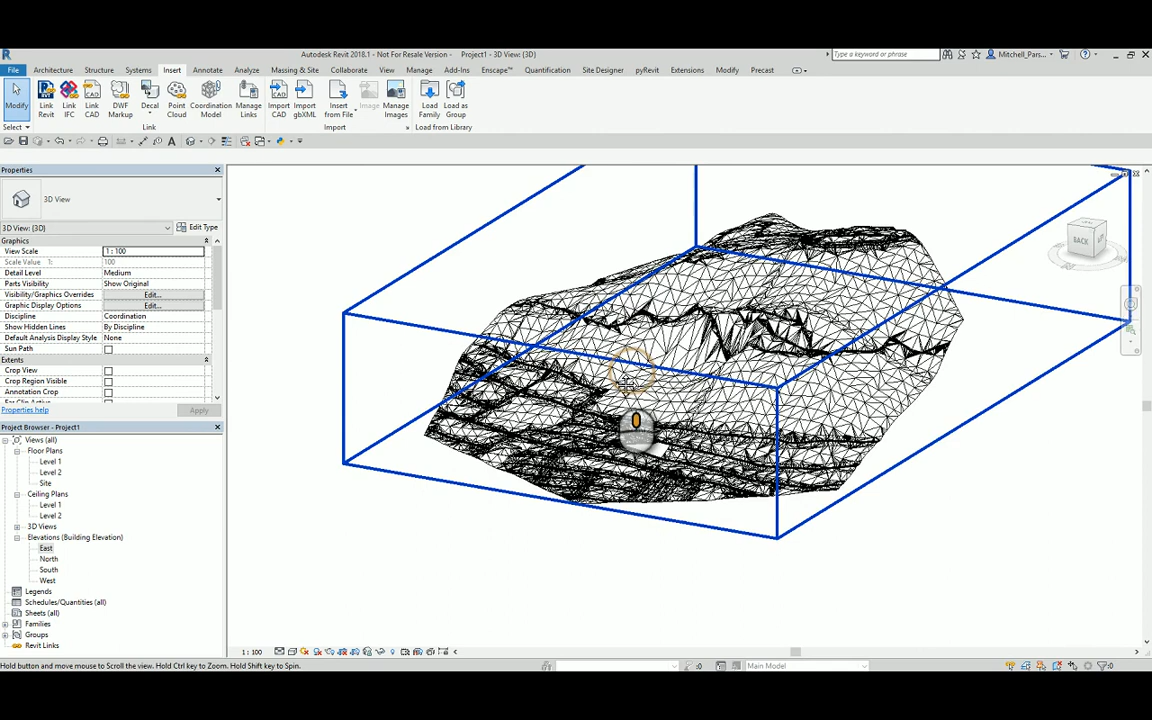 Autodesk Revit 2018.1 - Not For Resale Version - Project1 - 3D View: {3D}
Type a keyword or phrase
Mitchell_Pars...
File Architecture Structure Systems Insert Annotate Analyze Massing & Site Collaborate View Manage Add-Ins Enscape™ Quantification Site Designer pyRevit Extensions Modify Precast
Modify
Link Revit
Link IFC
Link CAD
DWF Markup
Decal
Point Cloud
Coordination Model
Manage Links
Import CAD
Import gbXML
Insert from File
Image
Manage Images
Load Family
Load as Group
Select
Link
Import
Load from Library
Properties
3D View
3D View: {3D}
Edit Type
Graphics
View Scale 1 : 100
Scale Value 1: 100
Detail Level Medium
Parts Visibility Show Original
Visibility/Graphics Overrides Edit...
Graphic Display Options Edit...
Discipline Coordination
Show Hidden Lines By Discipline
Default Analysis Display Style None
Sun Path
Extents
Crop View
Crop Region Visible
Annotation Crop
Properties help
Apply
Project Browser - Project1
Views (all)
Floor Plans
Level 1
Level 2
Site
Ceiling Plans
Level 1
Level 2
3D Views
Elevations (Building Elevation)
East
North
South
West
Legends
Schedules/Quantities (all)
Sheets (all)
Families
Groups
Revit Links
BACK
1 : 100
Hold button and move mouse to Scroll the view. Hold Ctrl key to Zoom. Hold Shift key to Spin.
:0
Main Model
:0